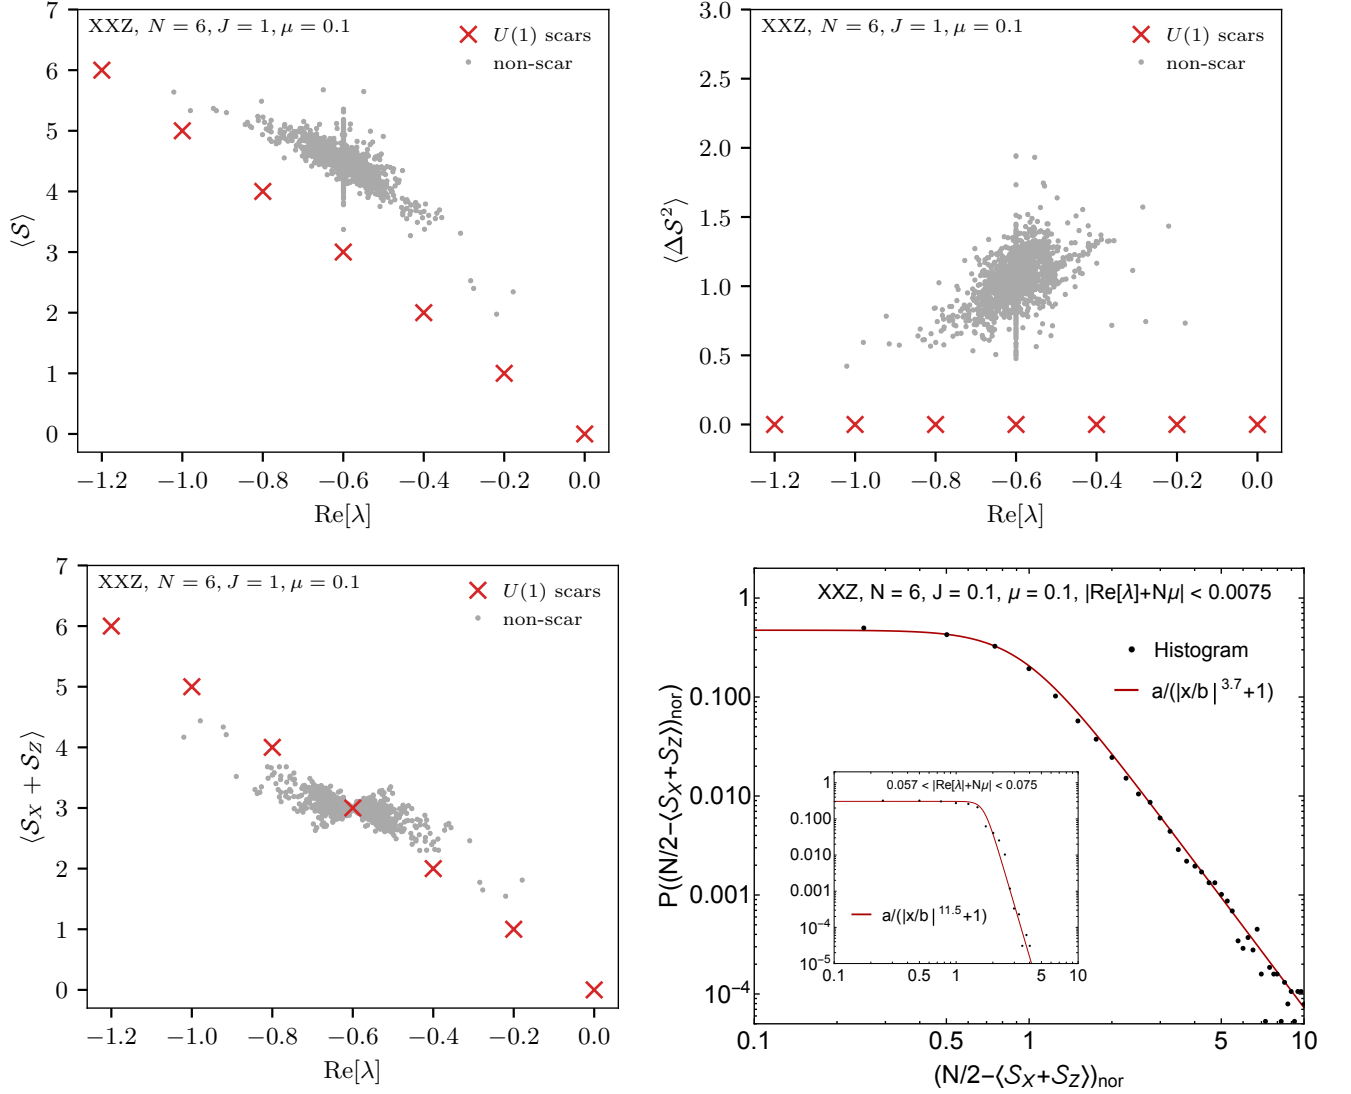 XXZ, N = 6, J = 1, μ = 0.1
U(1) scars
non-scar
7
6
5
4
3
2
1
0
⟨𝒮⟩
−1.2 −1.0 −0.8 −0.6 −0.4 −0.2 0.0
Re[λ]
XXZ, N = 6, J = 1, μ = 0.1
U(1) scars
non-scar
3.0
2.5
2.0
1.5
1.0
0.5
0.0
⟨Δ𝒮²⟩
−1.2 −1.0 −0.8 −0.6 −0.4 −0.2 0.0
Re[λ]
XXZ, N = 6, J = 1, μ = 0.1
U(1) scars
non-scar
7
6
5
4
3
2
1
0
⟨𝒮_X + 𝒮_Z⟩
−1.2 −1.0 −0.8 −0.6 −0.4 −0.2 0.0
Re[λ]
XXZ, N = 6, J = 0.1, μ = 0.1, |Re[λ]+Nμ| < 0.0075
Histogram
a/(|x/b|^3.7+1)
1
0.100
0.010
0.001
10⁻⁴
P((N/2-⟨𝒮_X+𝒮_Z⟩)_nor)
0.057 < |Re[λ]+Nμ| < 0.075
1
0.100
0.010
0.001
10⁻⁴
10⁻⁵
a/(|x/b|^11.5+1)
0.1 0.5 1 5 10
0.1 0.5 1 5 10
(N/2-⟨𝒮_X+𝒮_Z⟩)_nor